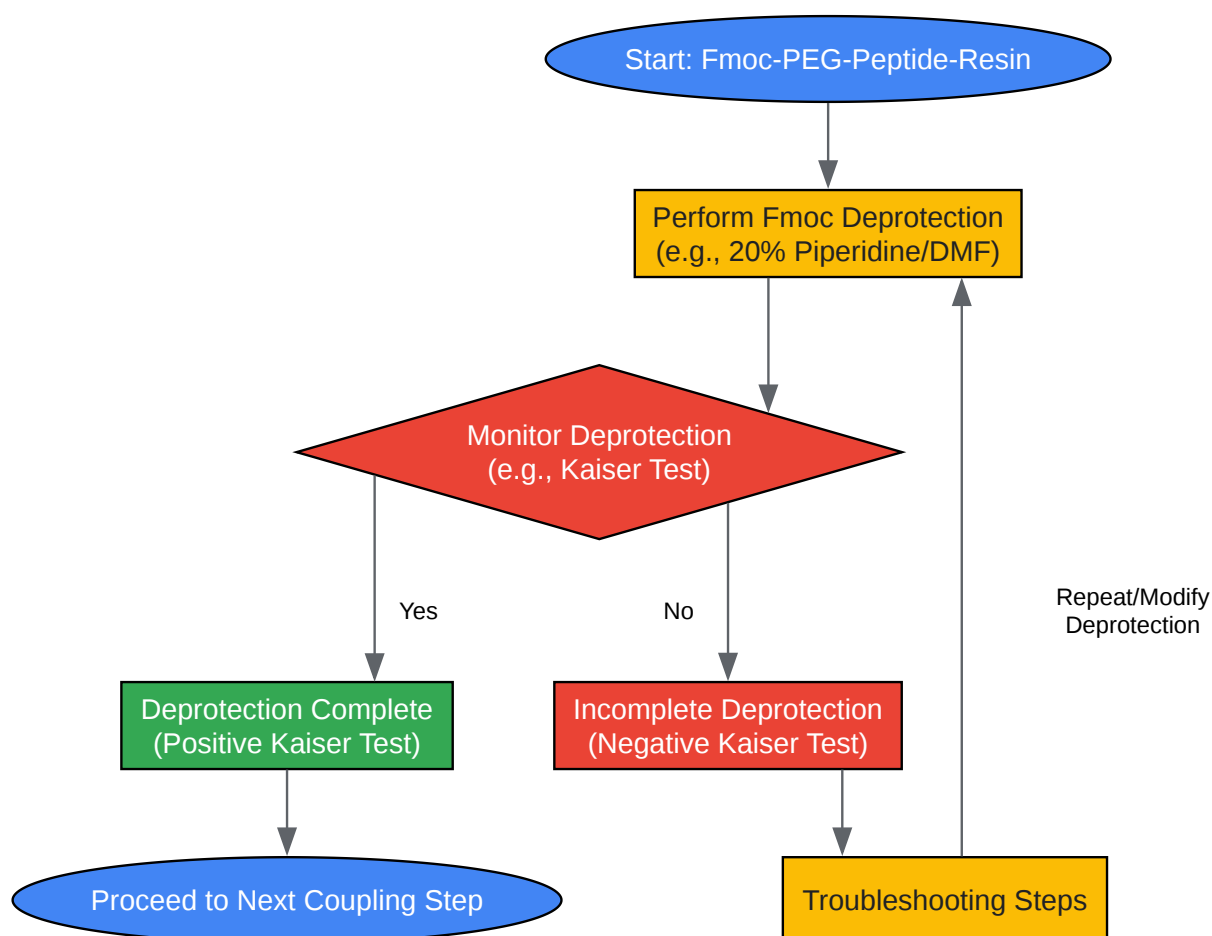 Start: Fmoc-PEG-Peptide-Resin
Perform Fmoc Deprotection
(e.g., 20% Piperidine/DMF)
Monitor Deprotection
(e.g., Kaiser Test)
Yes
No
Repeat/Modify
Deprotection
Deprotection Complete
(Positive Kaiser Test)
Incomplete Deprotection
(Negative Kaiser Test)
Proceed to Next Coupling Step
Troubleshooting Steps